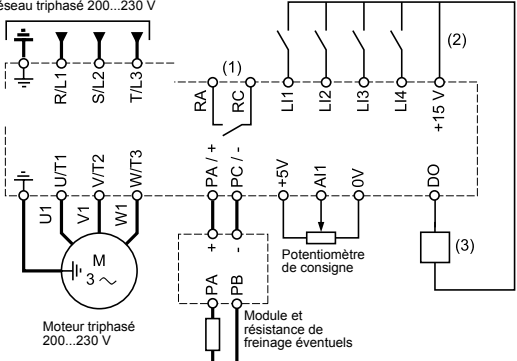 éseau triphasé 200...230 V
R/L1
S/L2
T/L3
(1)
RA
RC
LI1
LI2
LI3
LI4
+15 V
(2)
U/T1
V/T2
W/T3
PA / +
PC / -
+5V
AI1
0V
DO
U1
V1
W1
M
3
+
-
Potentiomètre
de consigne
(3)
PA
PB
Moteur triphasé
200...230 V
Module et
résistance de
freinage éventuels